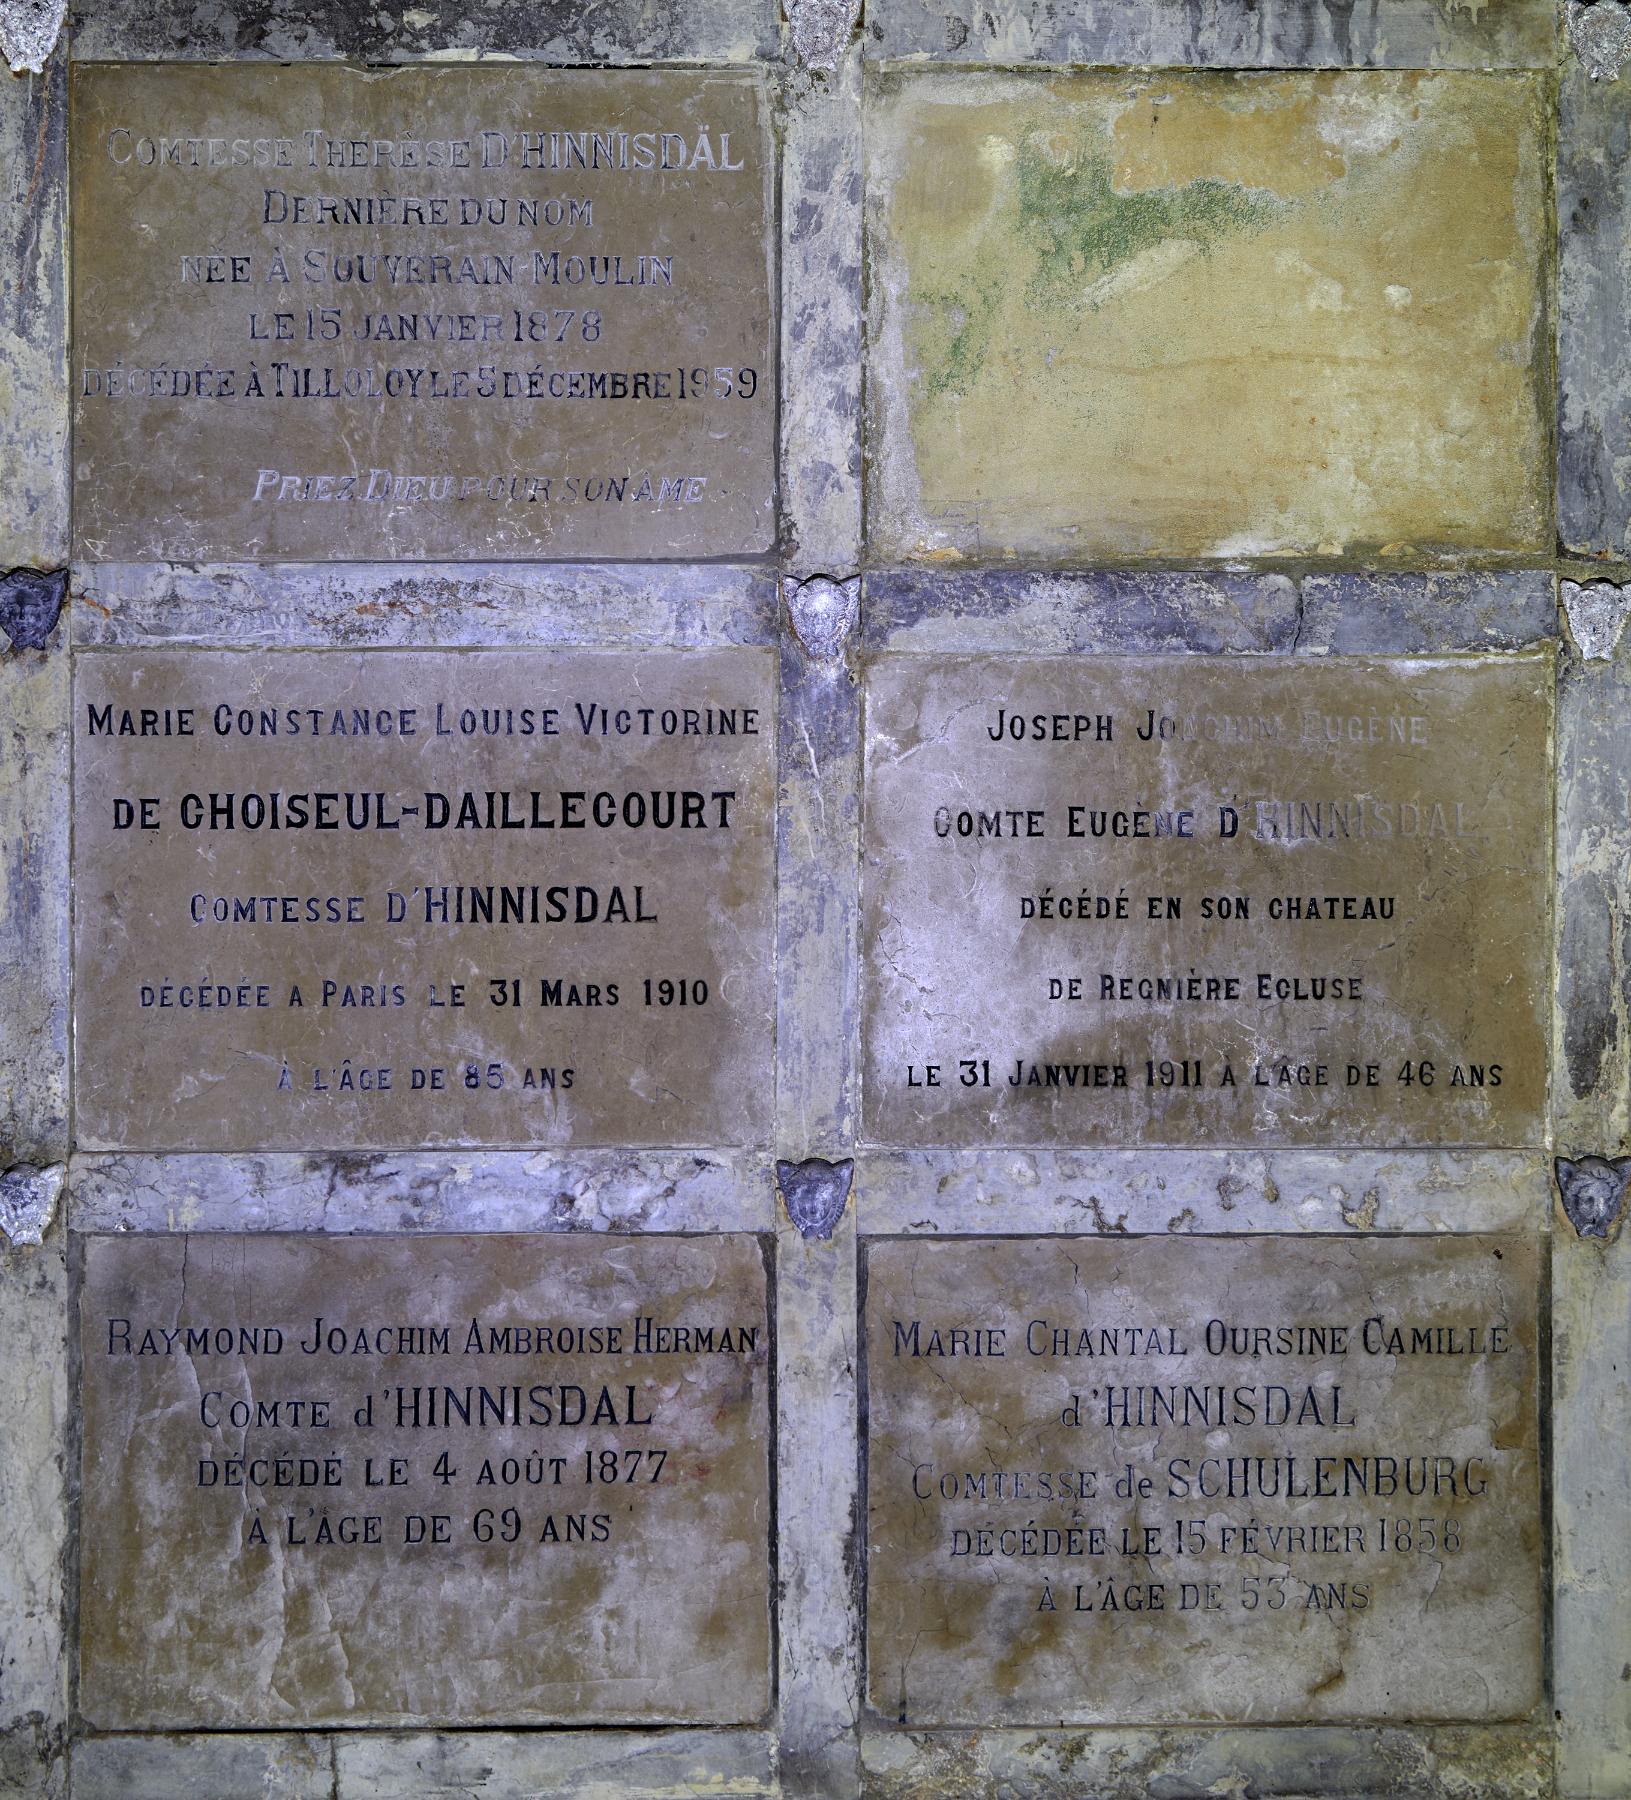 COMTESSE THÉRÈSE D'HINNISDÄL
DERNIÈRE DU NOM
NÉE À SOUVERAIN-MOULIN
LE 15 JANVIER 1878
DÉCÉDÉE À TILLOLOY LE 5 DÉCEMBRE 1959
PRIEZ DIEU POUR SON ÂME
MARIE CONSTANCE LOUISE VICTORINE
DE CHOISEUL-DAILLECOURT
COMTESSE D'HINNISDAL
DÉCÉDÉE A PARIS LE 31 MARS 1910
À L'ÂGE DE 85 ANS
JOSEPH JOACHIM EUGÈNE
COMTE EUGÈNE D'HINNISDAL
DÉCÉDÉ EN SON CHATEAU
DE REGNIÈRE ECLUSE
LE 31 JANVIER 1911 À L'ÂGE DE 46 ANS
RAYMOND JOACHIM AMBROISE HERMAN
COMTE d'HINNISDAL
DÉCÉDÉ LE 4 AOÛT 1877
À L'ÂGE DE 69 ANS
MARIE CHANTAL OURSINE CAMILLE
d'HINNISDAL
COMTESSE de SCHULENBURG
DÉCÉDÉE LE 15 FÉVRIER 1858
À L'ÂGE DE 53 ANS